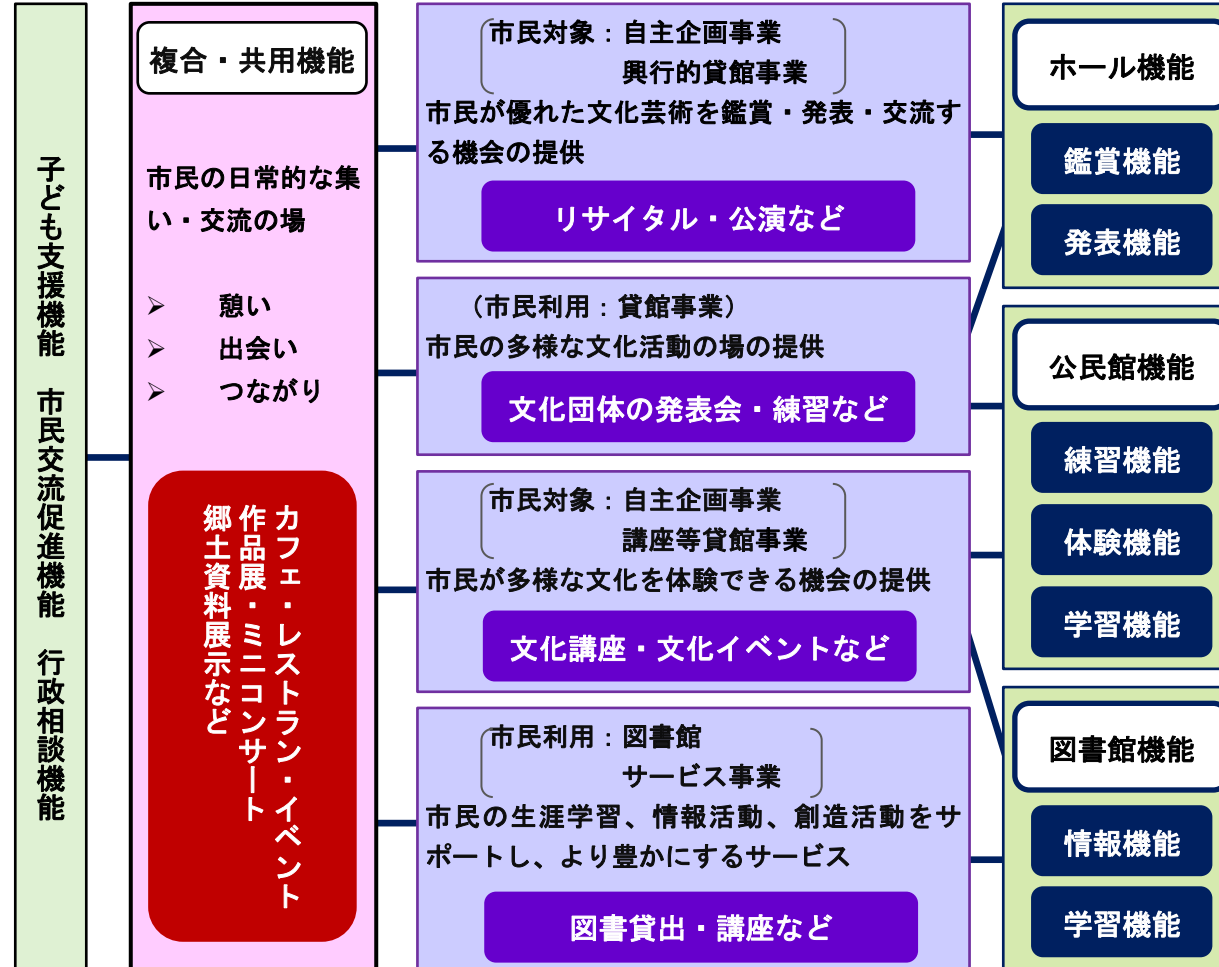 子ども支援機能　市民交流促進機能　行政相談機能
複合・共用機能
市民の日常的な集
い・交流の場
➢ 憩い
➢ 出会い
➢ つながり
カフェ・レストラン・イベント
作品展・ミニコンサート
郷土資料展示など
市民対象：自主企画事業
興行的貸館事業
市民が優れた文化芸術を鑑賞・発表・交流す
る機会の提供
リサイタル・公演など
（市民利用：貸館事業）
市民の多様な文化活動の場の提供
文化団体の発表会・練習など
市民対象：自主企画事業
講座等貸館事業
市民が多様な文化を体験できる機会の提供
文化講座・文化イベントなど
市民利用：図書館
サービス事業
市民の生涯学習、情報活動、創造活動をサ
ポートし、より豊かにするサービス
図書貸出・講座など
ホール機能
鑑賞機能
発表機能
公民館機能
練習機能
体験機能
学習機能
図書館機能
情報機能
学習機能